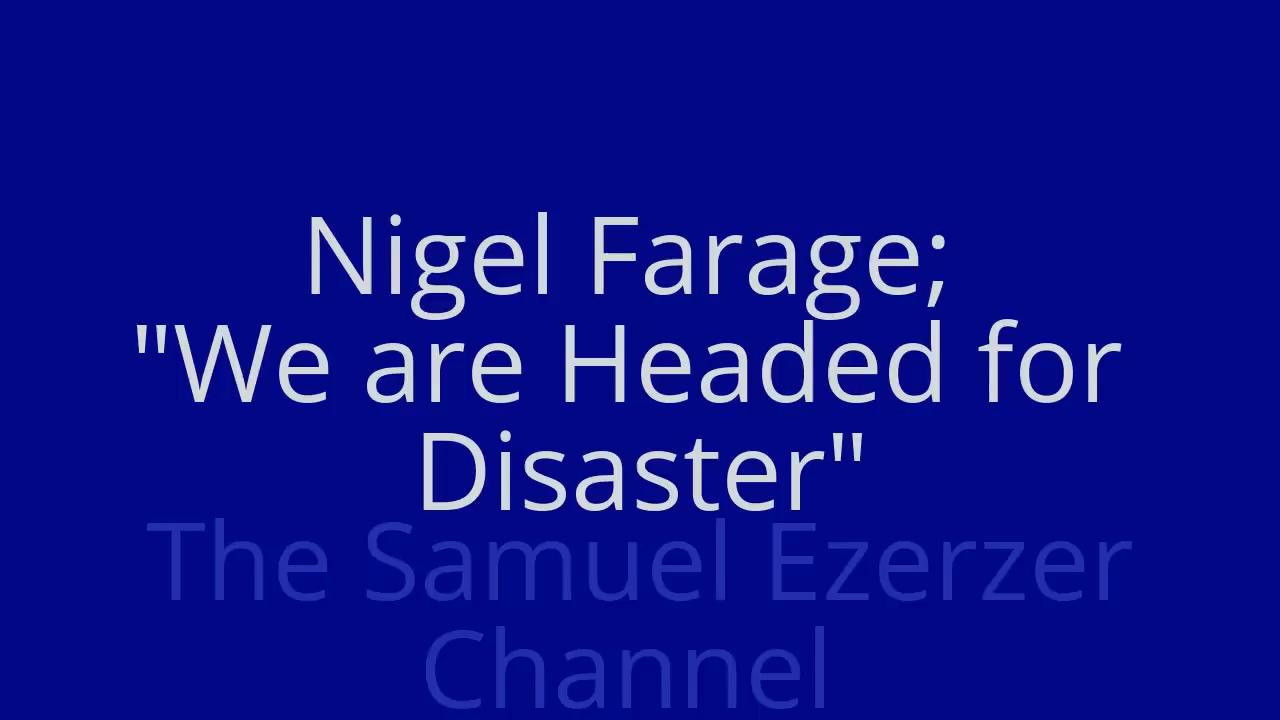 Nigel Farage;
"We are Headed for
Disaster"
The Samuel Ezerzer
Channel